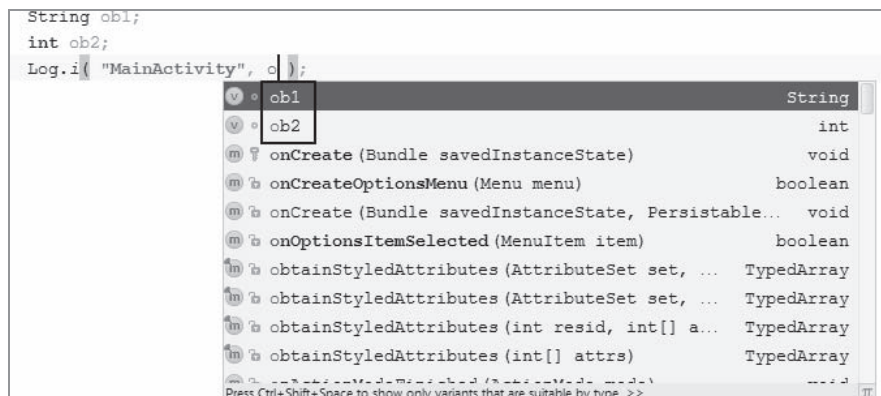 String ob1;
int ob2;
Log.i( "MainActivity", o );
ob1 String
ob2 int
onCreate(Bundle savedInstanceState) void
onCreateOptionsMenu(Menu menu) boolean
onCreate(Bundle savedInstanceState, Persistable... void
onOptionsItemSelected(MenuItem item) boolean
obtainStyledAttributes(AttributeSet set, ... TypedArray
obtainStyledAttributes(AttributeSet set, ... TypedArray
obtainStyledAttributes(int resid, int[] a... TypedArray
obtainStyledAttributes(int[] attrs) TypedArray
Press Ctrl+Shift+Space to show only variants that are suitable by type. >>